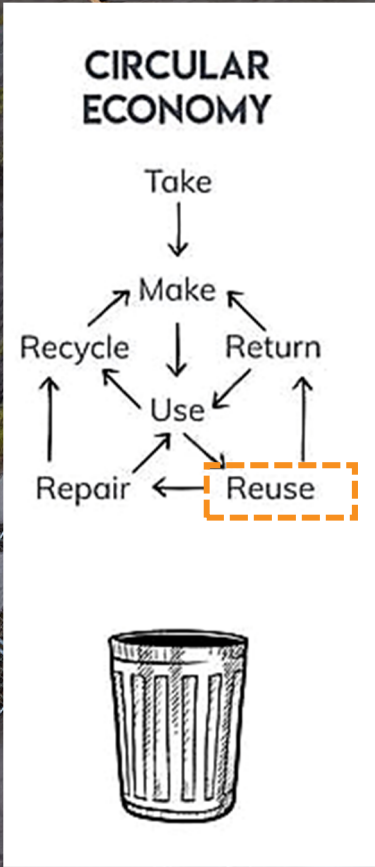 CIRCULAR
ECONOMY
Take
Make
Recycle
Return
Use
Repair
Reuse